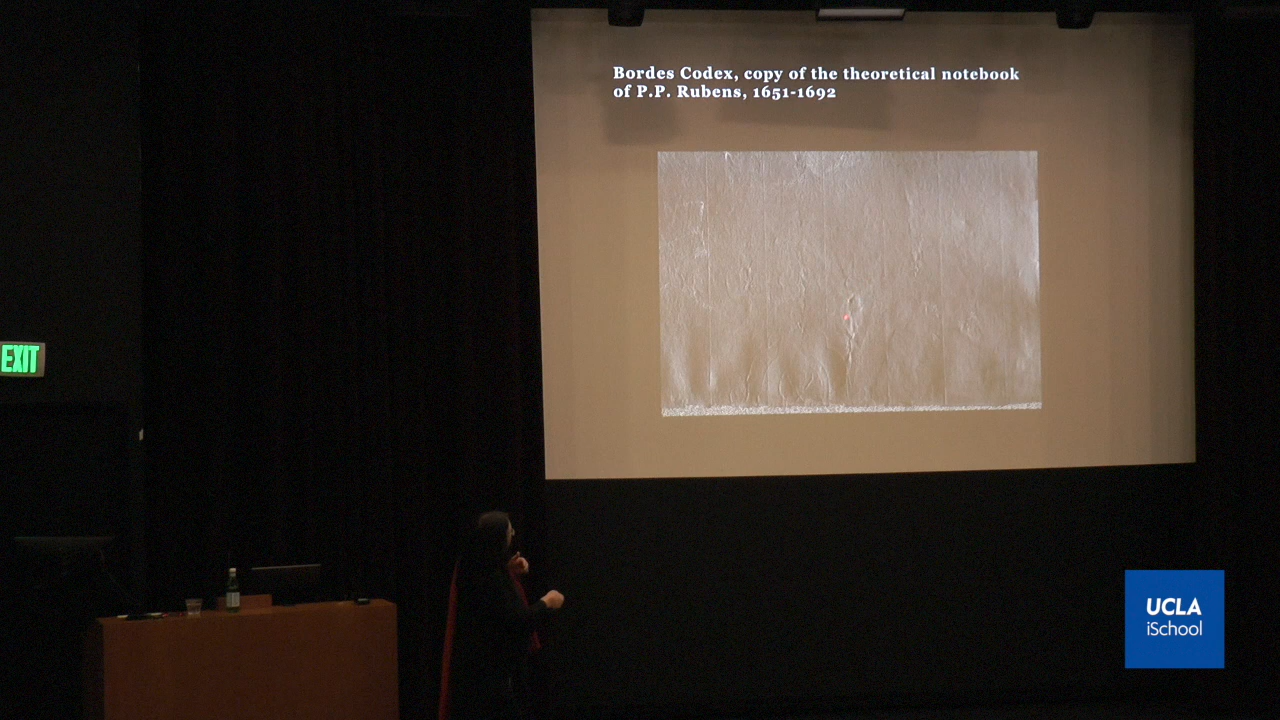 Bordes Codex, copy of the theoretical notebook
of P.P. Rubens, 1651-1692
EXIT
UCLA
iSchool